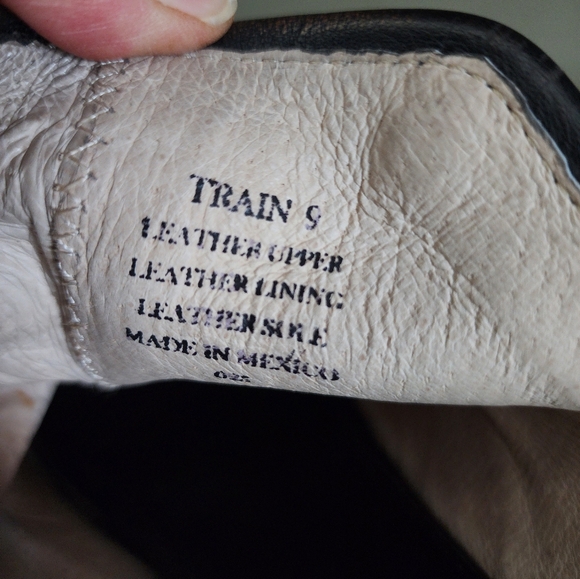 TRAIN 9
LEATHER UPPER
LEATHER LINING
LEATHER SOLE
MADE IN MEXICO